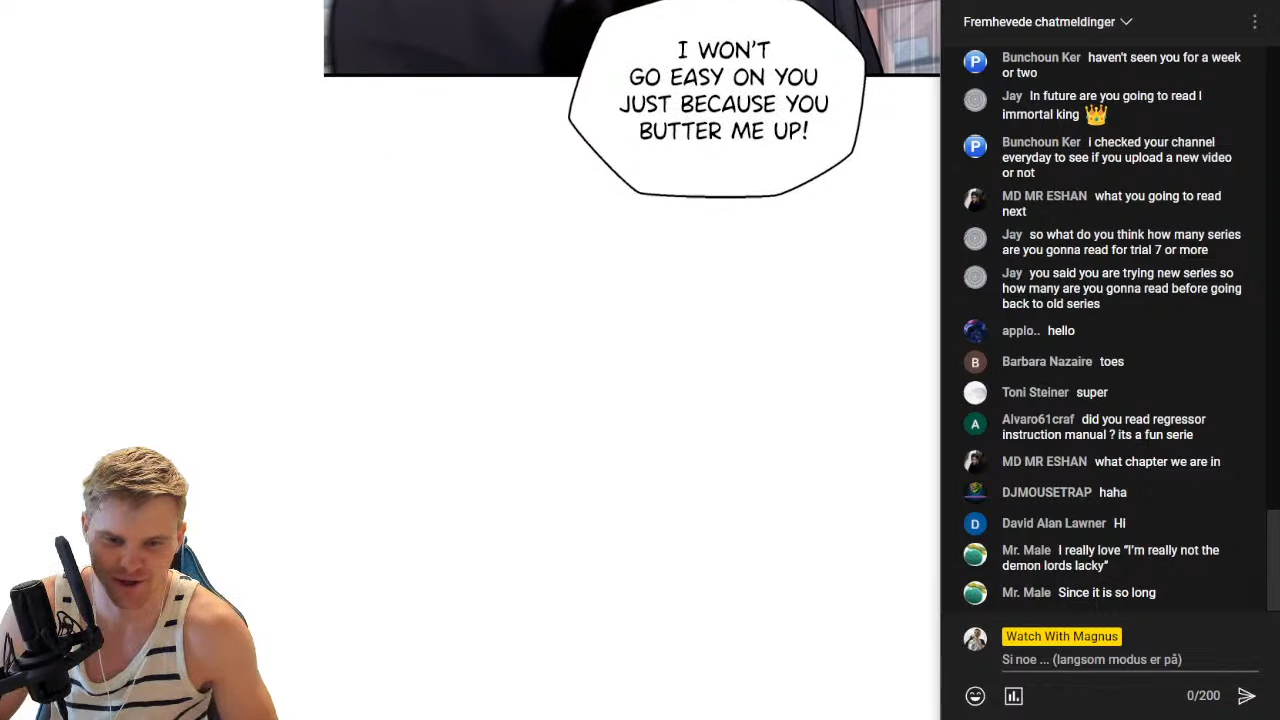 I WON'T
GO EASY ON YOU
JUST BECAUSE YOU
BUTTER ME UP!
Fremhevede chatmeldinger
Bunchoun Ker haven't seen you for a week
or two
Jay In future are you going to read I
immortal king 👑
Bunchoun Ker i checked your channel
everyday to see if you upload a new video
or not
MD MR ESHAN what you going to read
next
Jay so what do you think how many series
are you gonna read for trial 7 or more
Jay you said you are trying new series so
how many are you gonna read before going
back to old series
applo.. hello
B
Barbara Nazaire toes
Toni Steiner super
A
Alvaro61craf did you read regressor
instruction manual ? its a fun serie
MD MR ESHAN what chapter we are in
DJMOUSETRAP haha
D
David Alan Lawner Hi
Mr. Male I really love “I'm really not the
demon lords lacky”
Mr. Male Since it is so long
Watch With Magnus
Si noe ... (langsom modus er på)
0/200